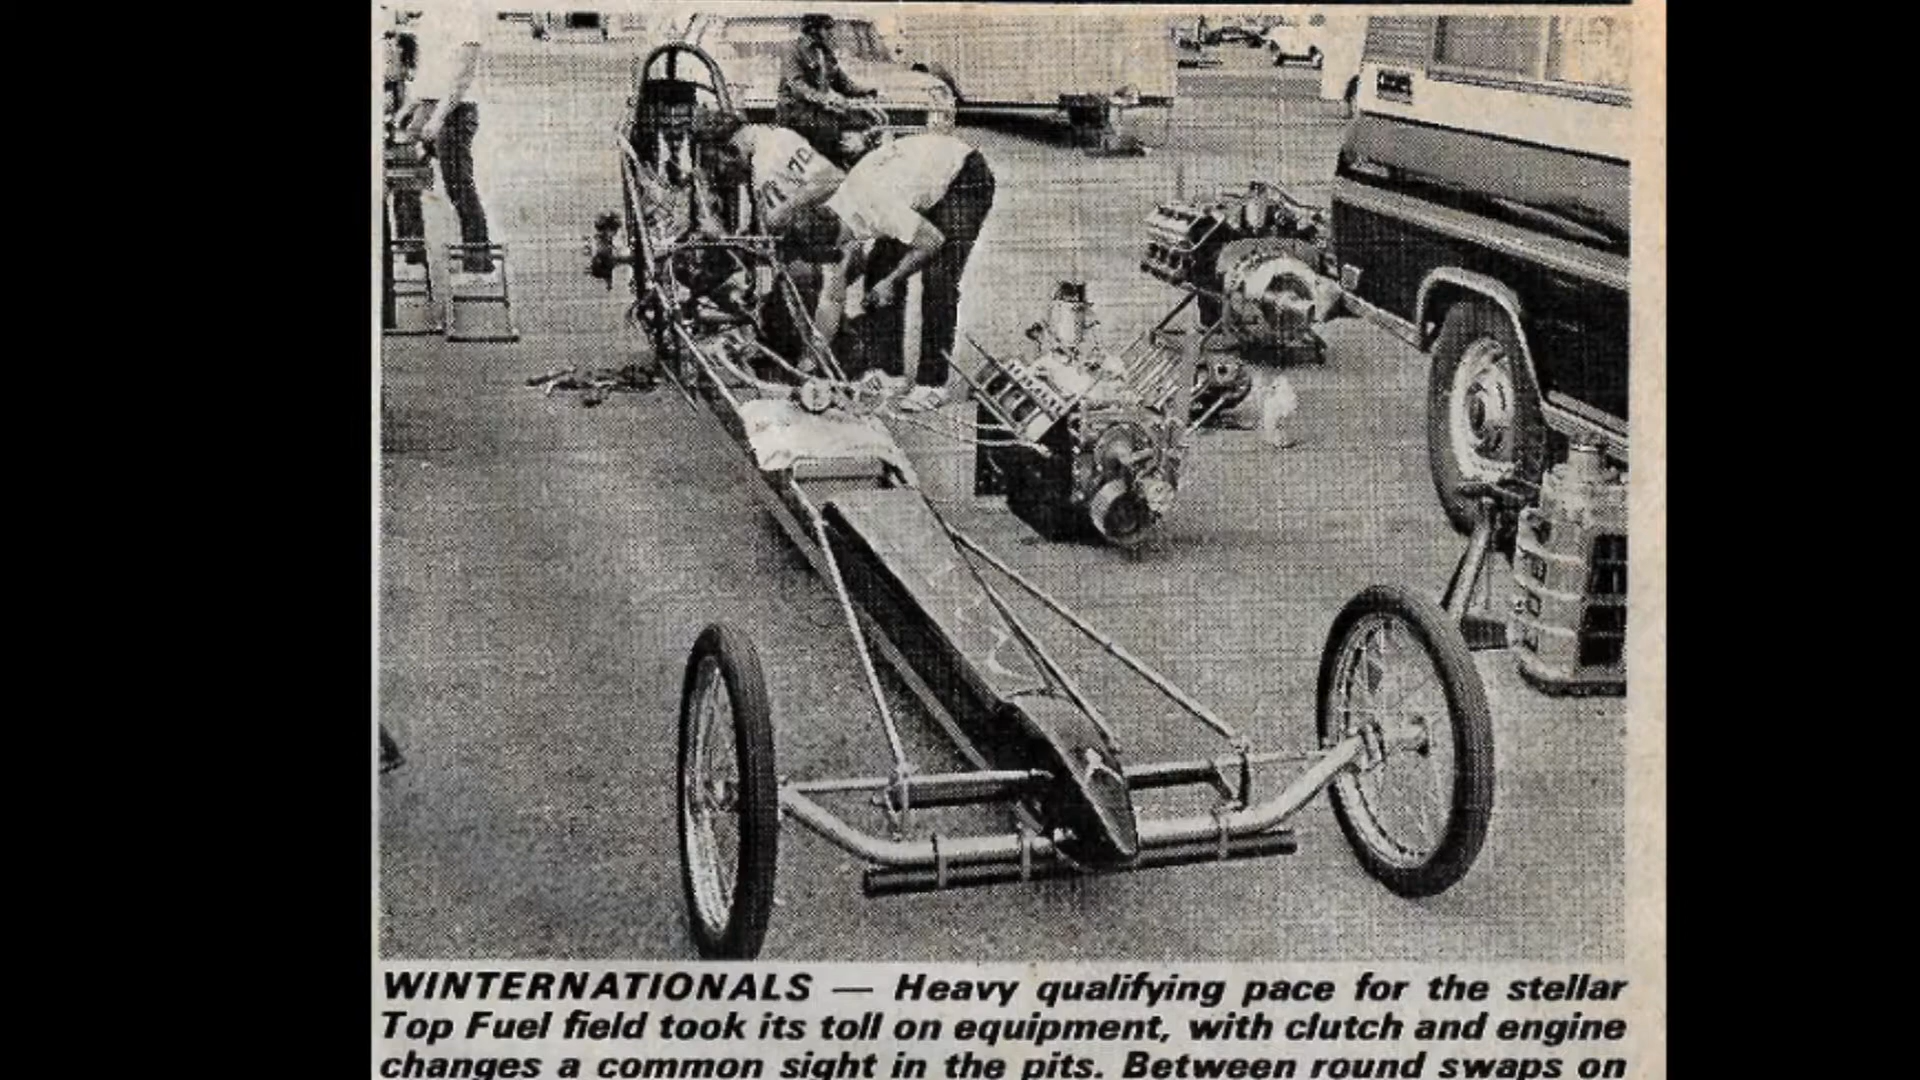 WINTERNATIONALS — Heavy qualifying pace for the stellar
Top Fuel field took its toll on equipment, with clutch and engine
changes a common sight in the pits. Between round swaps on